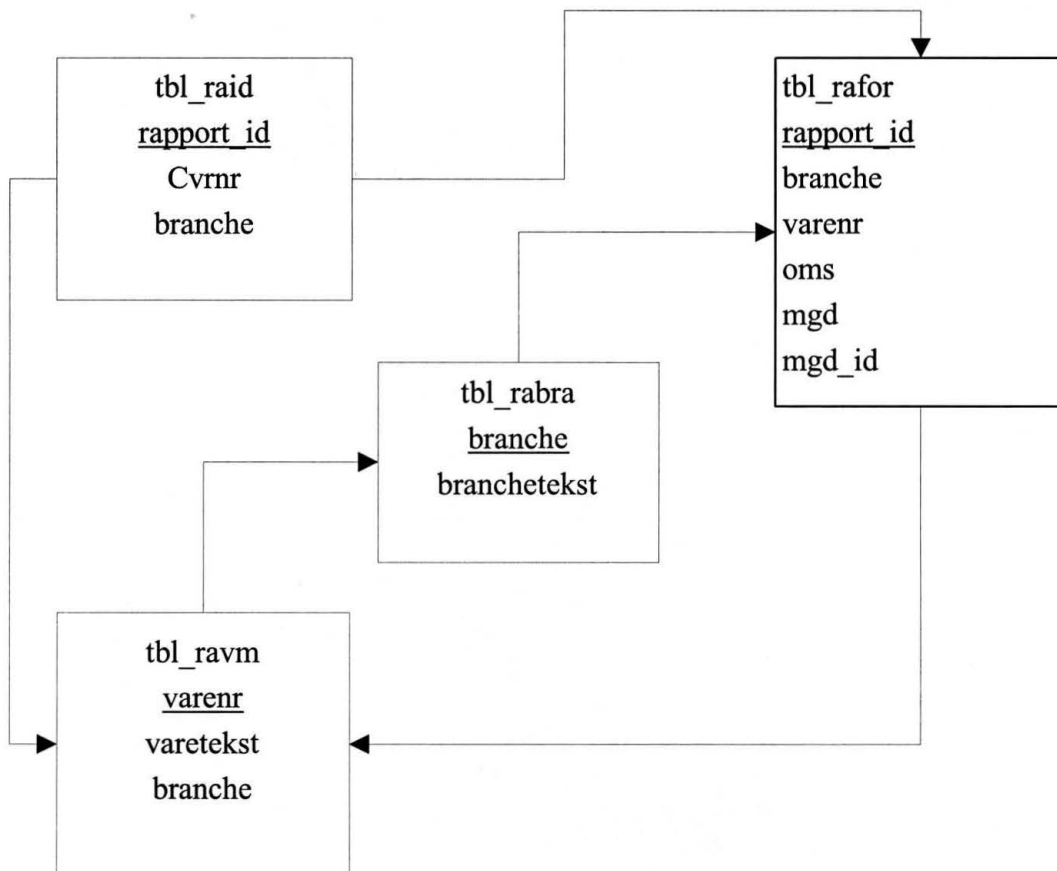 tbl_raid
rapport_id
Cvrnr
branche
tbl_rafor
rapport_id
branche
varenr
oms
mgd
mgd_id
tbl_rabra
branche
branchetekst
tbl_ravm
varenr
varetekst
branche